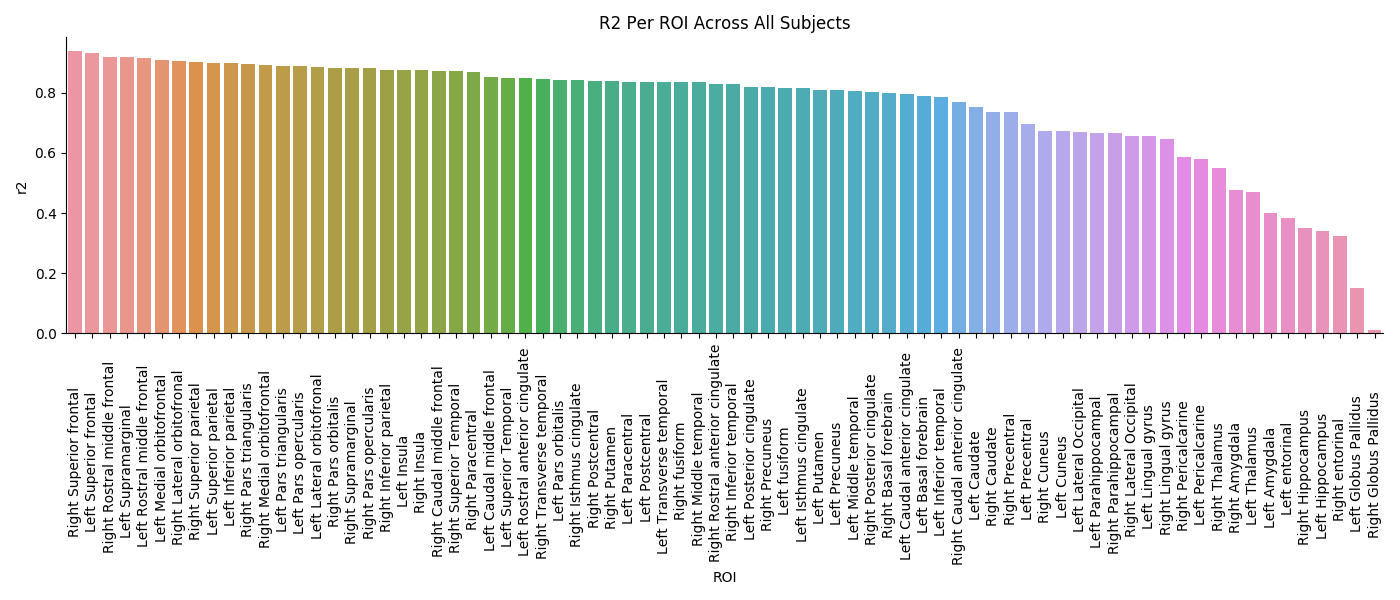 R2 Per ROI Across All Subjects
r2
0.8
0.6
0.4
0.2
0.0
Right Superior frontal
Left Superior frontal
Right Rostral middle frontal
Left Supramarginal
Left Rostral middle frontal
Left Medial orbitofrontal
Right Lateral orbitofronal
Right Superior parietal
Left Superior parietal
Left Inferior parietal
Right Pars triangularis
Right Medial orbitofrontal
Left Pars triangularis
Left Pars opercularis
Left Lateral orbitofronal
Right Pars orbitalis
Right Supramarginal
Right Pars opercularis
Right Inferior parietal
Left Insula
Right Insula
Right Caudal middle frontal
Right Superior Temporal
Right Paracentral
Left Caudal middle frontal
Left Superior Temporal
Left Rostral anterior cingulate
Right Transverse temporal
Left Pars orbitalis
Right Isthmus cingulate
Right Postcentral
Right Putamen
Left Paracentral
Left Postcentral
Left Transverse temporal
Right fusiform
Right Middle temporal
Right Rostral anterior cingulate
Right Inferior temporal
Left Posterior cingulate
Right Precuneus
Left fusiform
Left Isthmus cingulate
Left Putamen
Left Precuneus
Left Middle temporal
Right Posterior cingulate
Right Basal forebrain
Left Caudal anterior cingulate
Left Basal forebrain
Left Inferior temporal
Right Caudal anterior cingulate
Left Caudate
Right Caudate
Right Precentral
Left Precentral
Right Cuneus
Left Cuneus
Left Lateral Occipital
Left Parahippocampal
Right Parahippocampal
Right Lateral Occipital
Left Lingual gyrus
Right Lingual gyrus
Right Pericalcarine
Left Pericalcarine
Right Thalamus
Right Amygdala
Left Thalamus
Left Amygdala
Left entorinal
Right Hippocampus
Left Hippocampus
Right entorinal
Left Globus Pallidus
Right Globus Pallidus
ROI